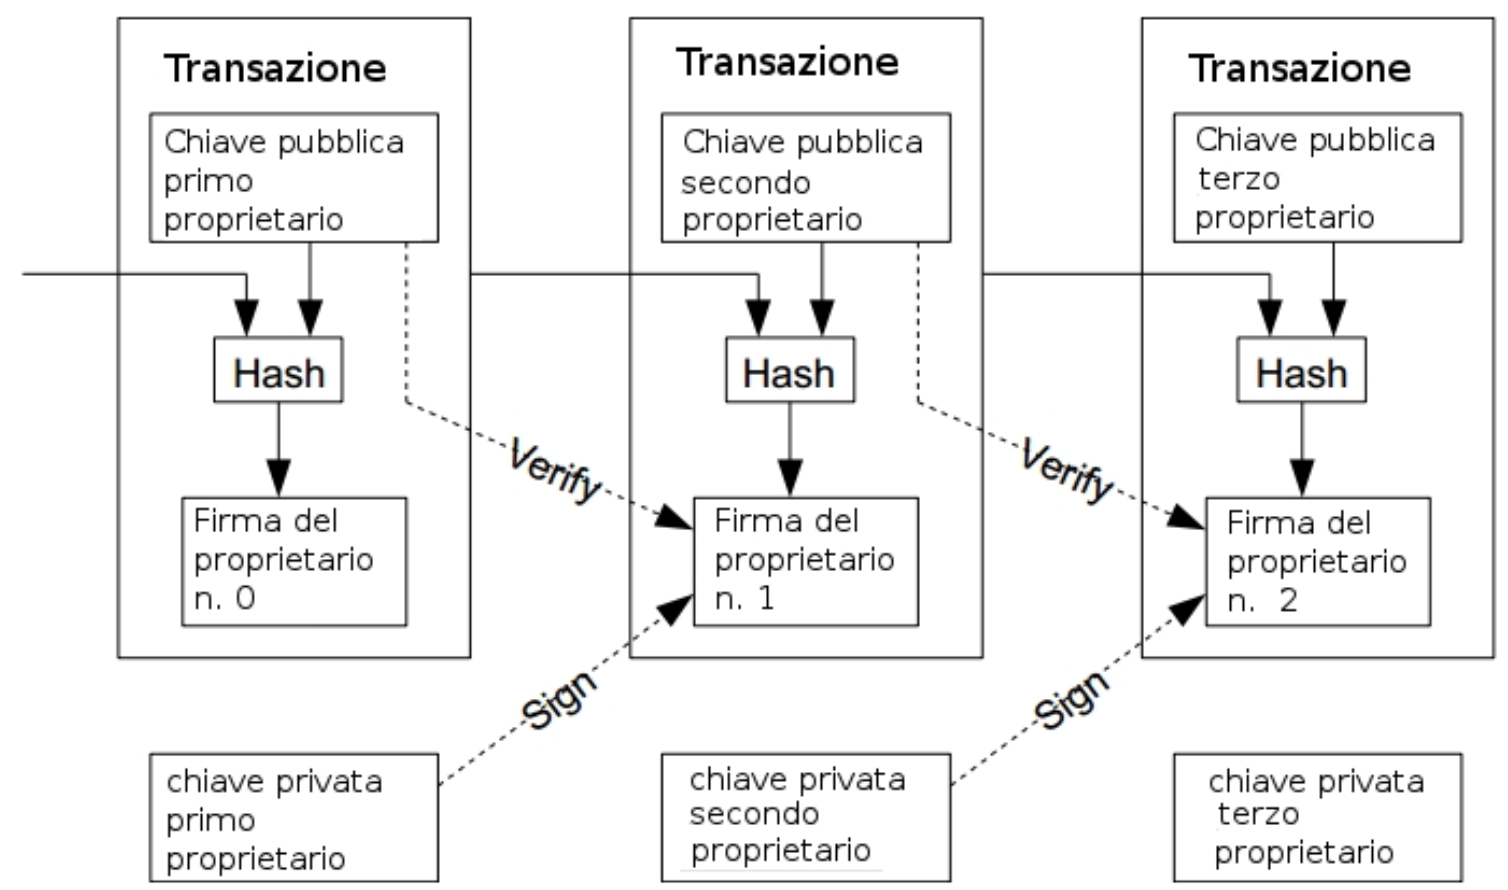 Transazione
Chiave pubblica
primo
proprietario
Hash
Firma del
proprietario
n. 0
Transazione
Chiave pubblica
secondo
proprietario
Hash
Firma del
proprietario
n. 1
Transazione
Chiave pubblica
terzo
proprietario
Hash
Firma del
proprietario
n. 2
Verify
Verify
Sign
Sign
chiave privata
primo
proprietario
chiave privata
secondo
proprietario
chiave privata
terzo
proprietario